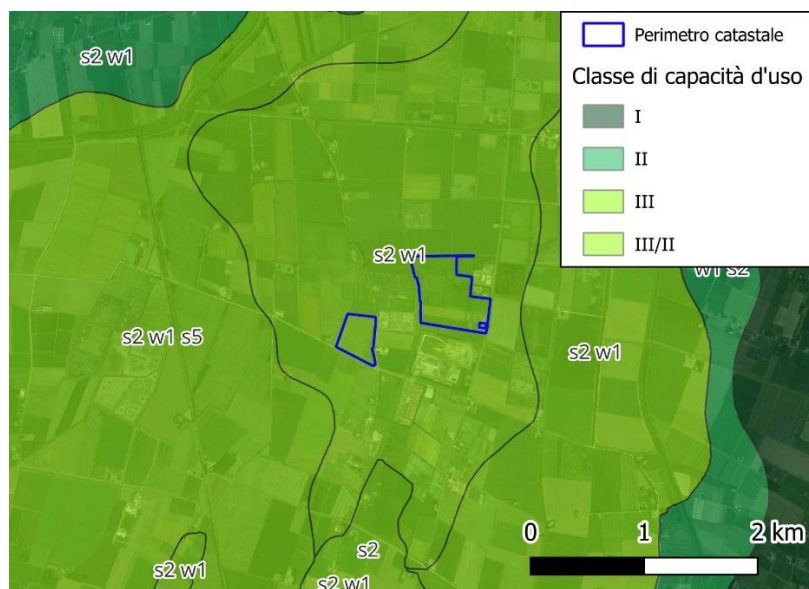 s2 w1
Perimetro catastale
Classe di capacità d'uso
I
II
III
III/II
s2 w1
w1 s2
s2 w1 s5
s2 w1
0 1 2 km
s2
s2 w1
s2 w1